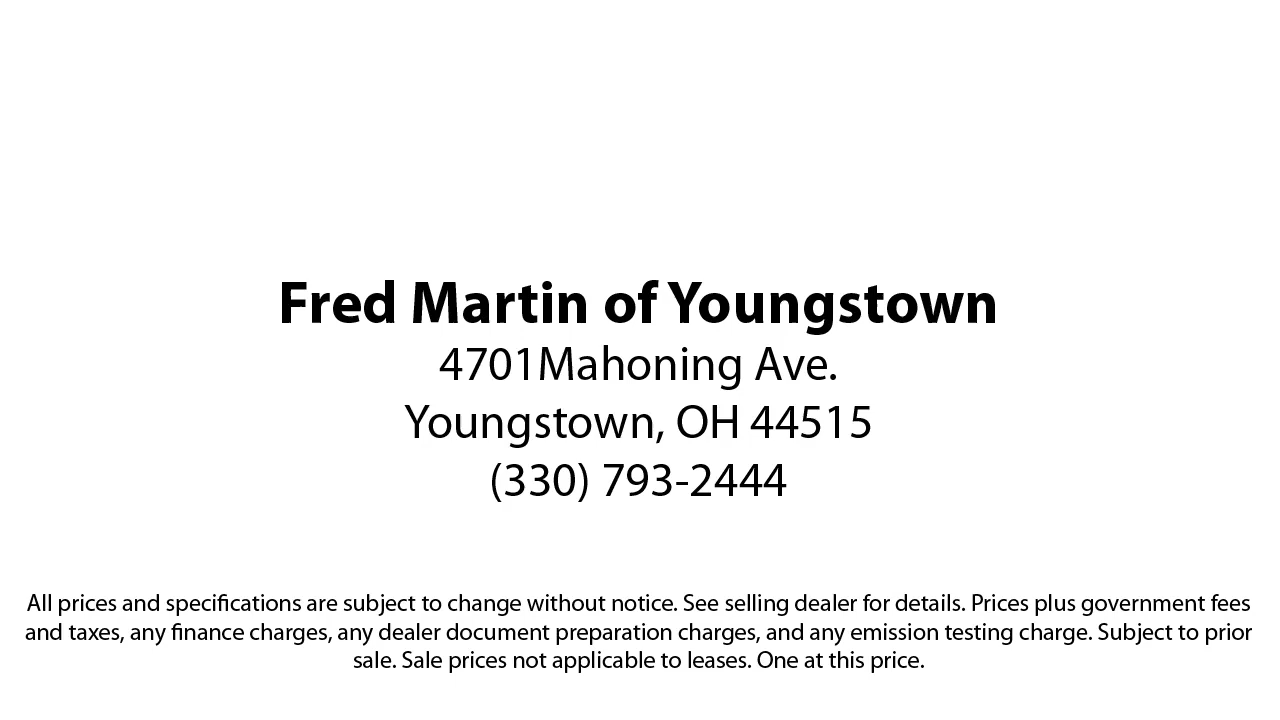 Fred Martin of Youngstown
4701Mahoning Ave.
Youngstown, OH 44515
(330) 793-2444
All prices and specifications are subject to change without notice. See selling dealer for details. Prices plus government fees
and taxes, any finance charges, any dealer document preparation charges, and any emission testing charge. Subject to prior
sale. Sale prices not applicable to leases. One at this price.